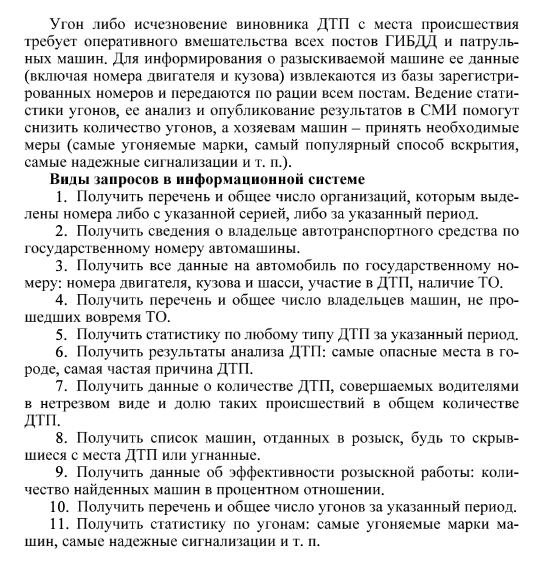 Угон либо исчезновение виновника ДТП с места происшествия
требует оперативного вмешательства всех постов ГИБДД и патруль-
ных машин. Для информирования о разыскиваемой машине ее данные
(включая номера двигателя и кузова) извлекаются из базы зарегистри-
рованных номеров и передаются по рации всем постам. Ведение стати-
стики угонов, ее анализ и опубликование результатов в СМИ помогут
снизить количество угонов, а хозяевам машин – принять необходимые
меры (самые угоняемые марки, самый популярный способ вскрытия,
самые надежные сигнализации и т. п.).
Виды запросов в информационной системе
1. Получить перечень и общее число организаций, которым выде-
лены номера либо с указанной серией, либо за указанный период.
2. Получить сведения о владельце автотранспортного средства по
государственному номеру автомашины.
3. Получить все данные на автомобиль по государственному но-
меру: номера двигателя, кузова и шасси, участие в ДТП, наличие ТО.
4. Получить перечень и общее число владельцев машин, не про-
шедших вовремя ТО.
5. Получить статистику по любому типу ДТП за указанный период.
6. Получить результаты анализа ДТП: самые опасные места в го-
роде, самая частая причина ДТП.
7. Получить данные о количестве ДТП, совершаемых водителями
в нетрезвом виде и долю таких происшествий в общем количестве
ДТП.
8. Получить список машин, отданных в розыск, будь то скрыв-
шиеся с места ДТП или угнанные.
9. Получить данные об эффективности розыскной работы: коли-
чество найденных машин в процентном отношении.
10. Получить перечень и общее число угонов за указанный период.
11. Получить статистику по угонам: самые угоняемые марки ма-
шин, самые надежные сигнализации и т. п.